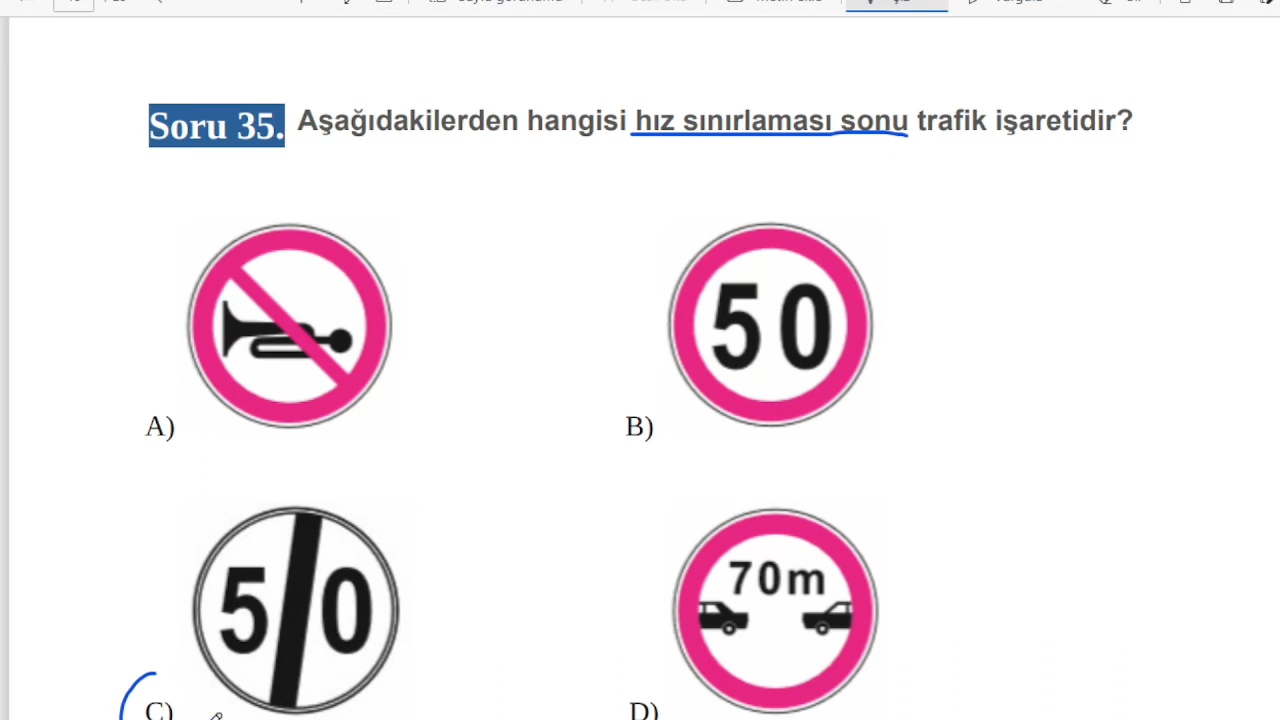 Soru 35. Aşağıdakilerden hangisi hız sınırlaması sonu trafik işaretidir?
A)
50
B)
50
C)
70m
D)